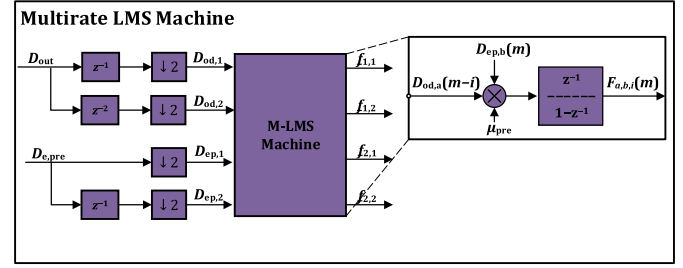 Multirate LMS Machine
D_out
z⁻¹
↓ 2
D_od,1
z⁻²
↓ 2
D_od,2
D_e,pre
↓ 2
D_ep,1
z⁻¹
↓ 2
D_ep,2
M-LMS
Machine
f_1,1
f_1,2
f_2,1
f_2,2
D_ep,b(m)
D_od,a(m−i)
μ_pre
z⁻¹
------
1−z⁻¹
F_a,b,i(m)